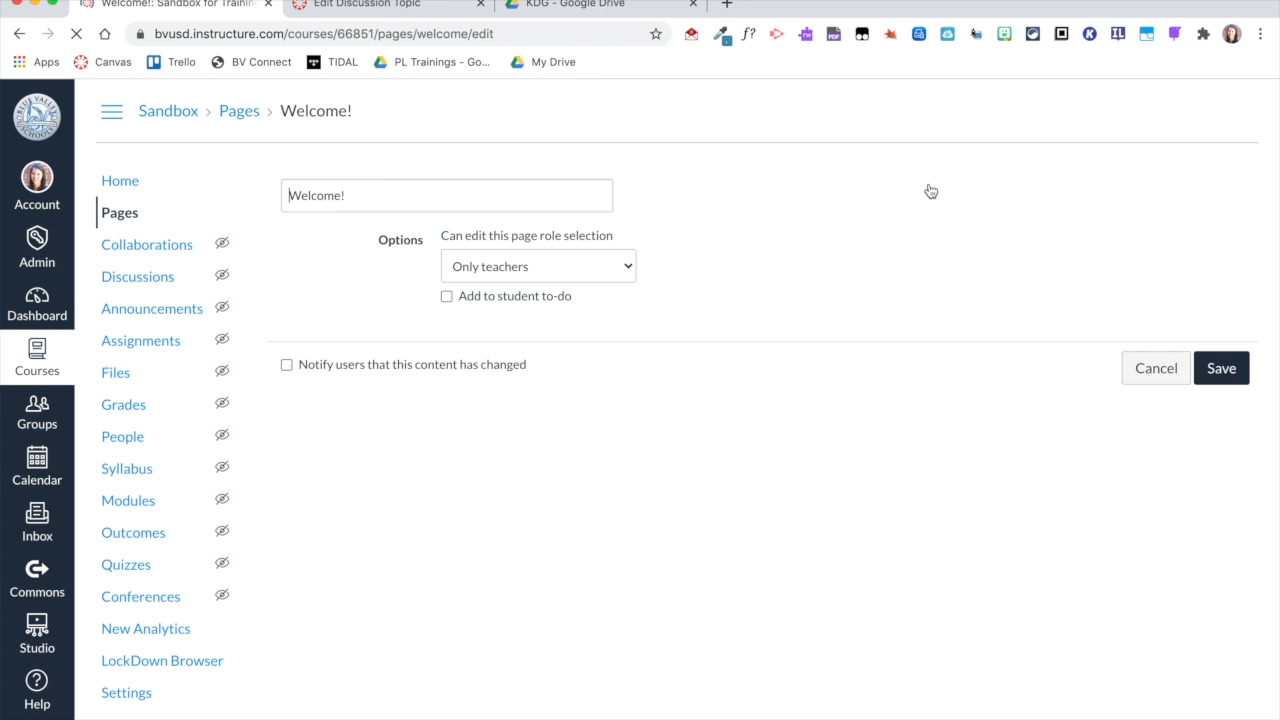 Welcome!: Sandbox for Training
Edit Discussion Topic
KDG - Google Drive
bvusd.instructure.com/courses/66851/pages/welcome/edit
Apps
Canvas
Trello
BV Connect
TIDAL
PL Trainings - Go...
My Drive
Sandbox > Pages > Welcome!
Account
Admin
Dashboard
Courses
Groups
Calendar
Inbox
Commons
Studio
Help
Home
Pages
Collaborations
Discussions
Announcements
Assignments
Files
Grades
People
Syllabus
Modules
Outcomes
Quizzes
Conferences
New Analytics
LockDown Browser
Settings
Welcome!
Options
Can edit this page role selection
Only teachers
Add to student to-do
Notify users that this content has changed
Cancel
Save